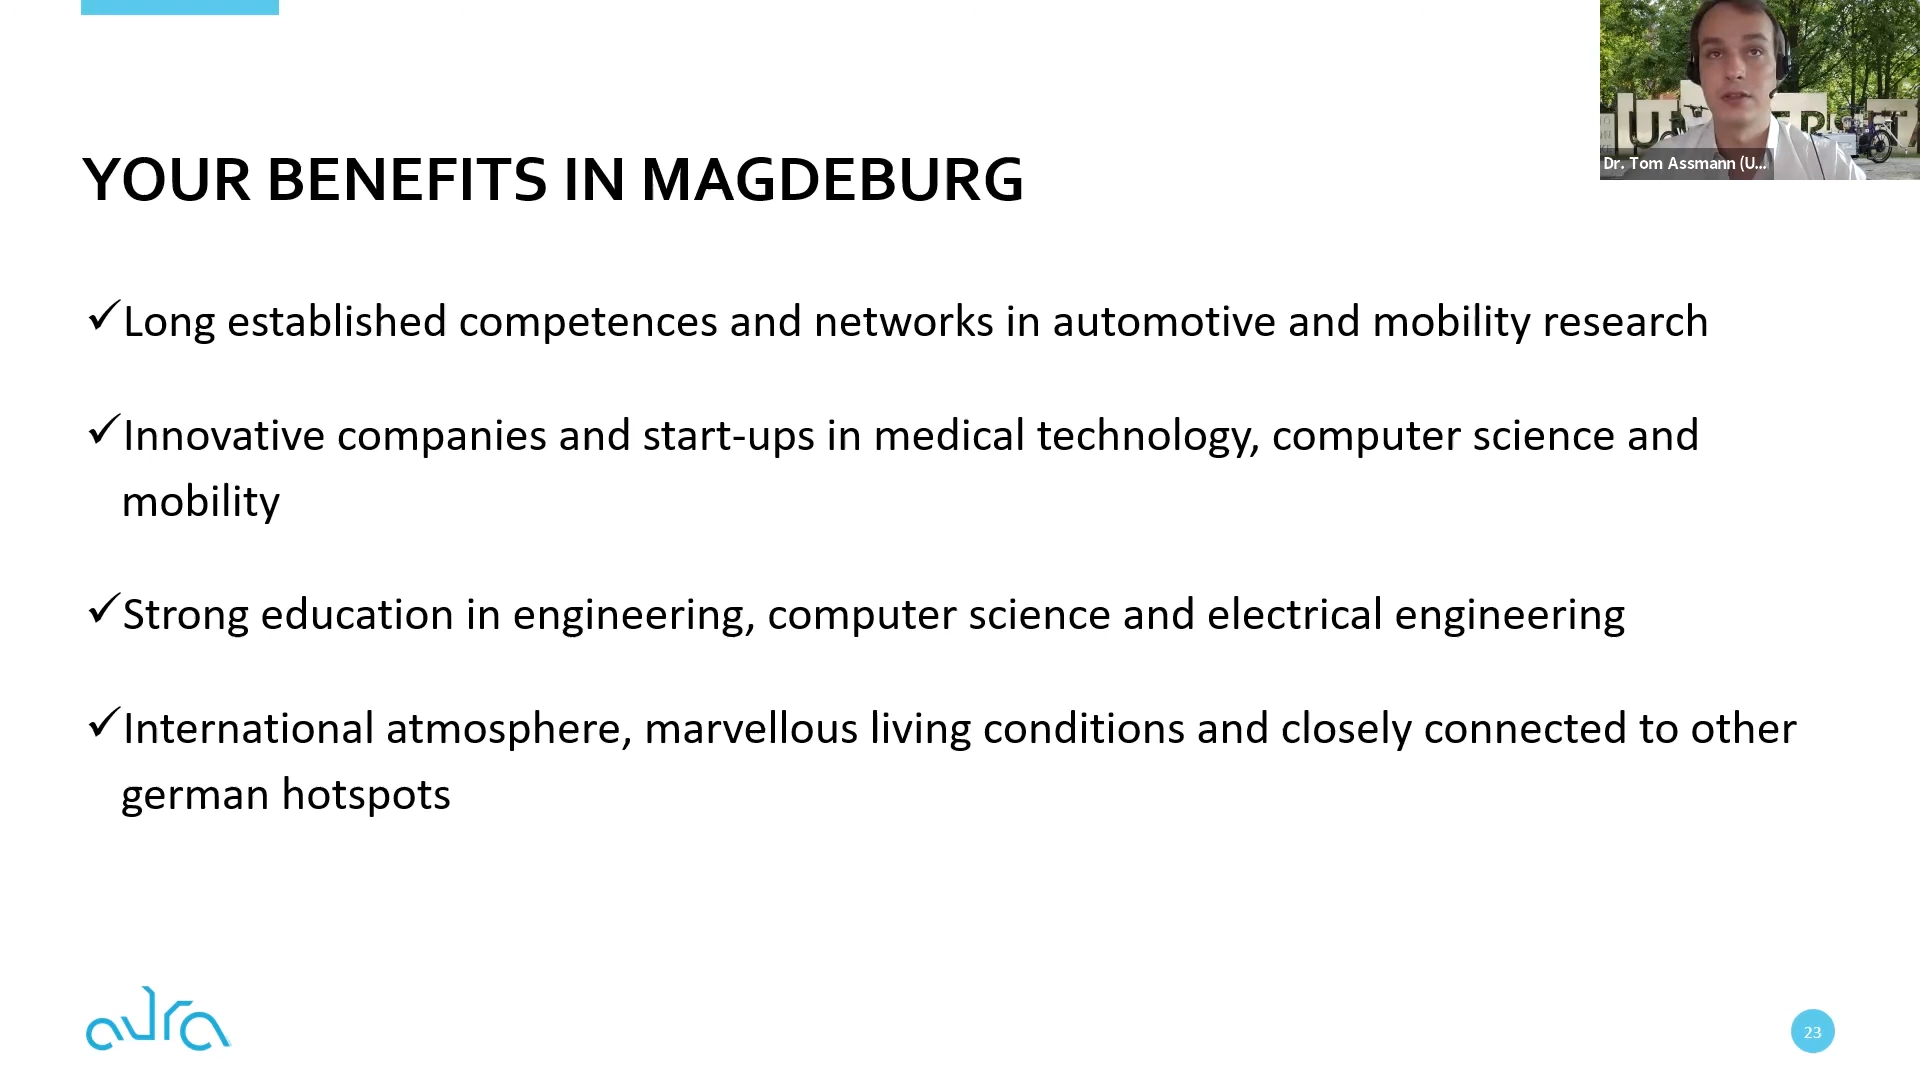 YOUR BENEFITS IN MAGDEBURG
Dr. Tom Assmann (U...
✓Long established competences and networks in automotive and mobility research
✓Innovative companies and start-ups in medical technology, computer science and
mobility
✓Strong education in engineering, computer science and electrical engineering
✓International atmosphere, marvellous living conditions and closely connected to other
german hotspots
aura
23